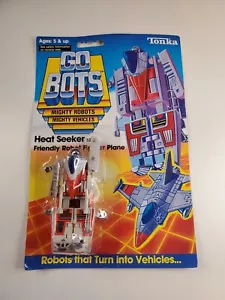 Ages: 5 & up
Tonka
GO
BOTS
MIGHTY ROBOTS
MIGHTY VEHICLES
Heat Seeker
Friendly Robot Fighter Plane
Robots that Turn into Vehicles...